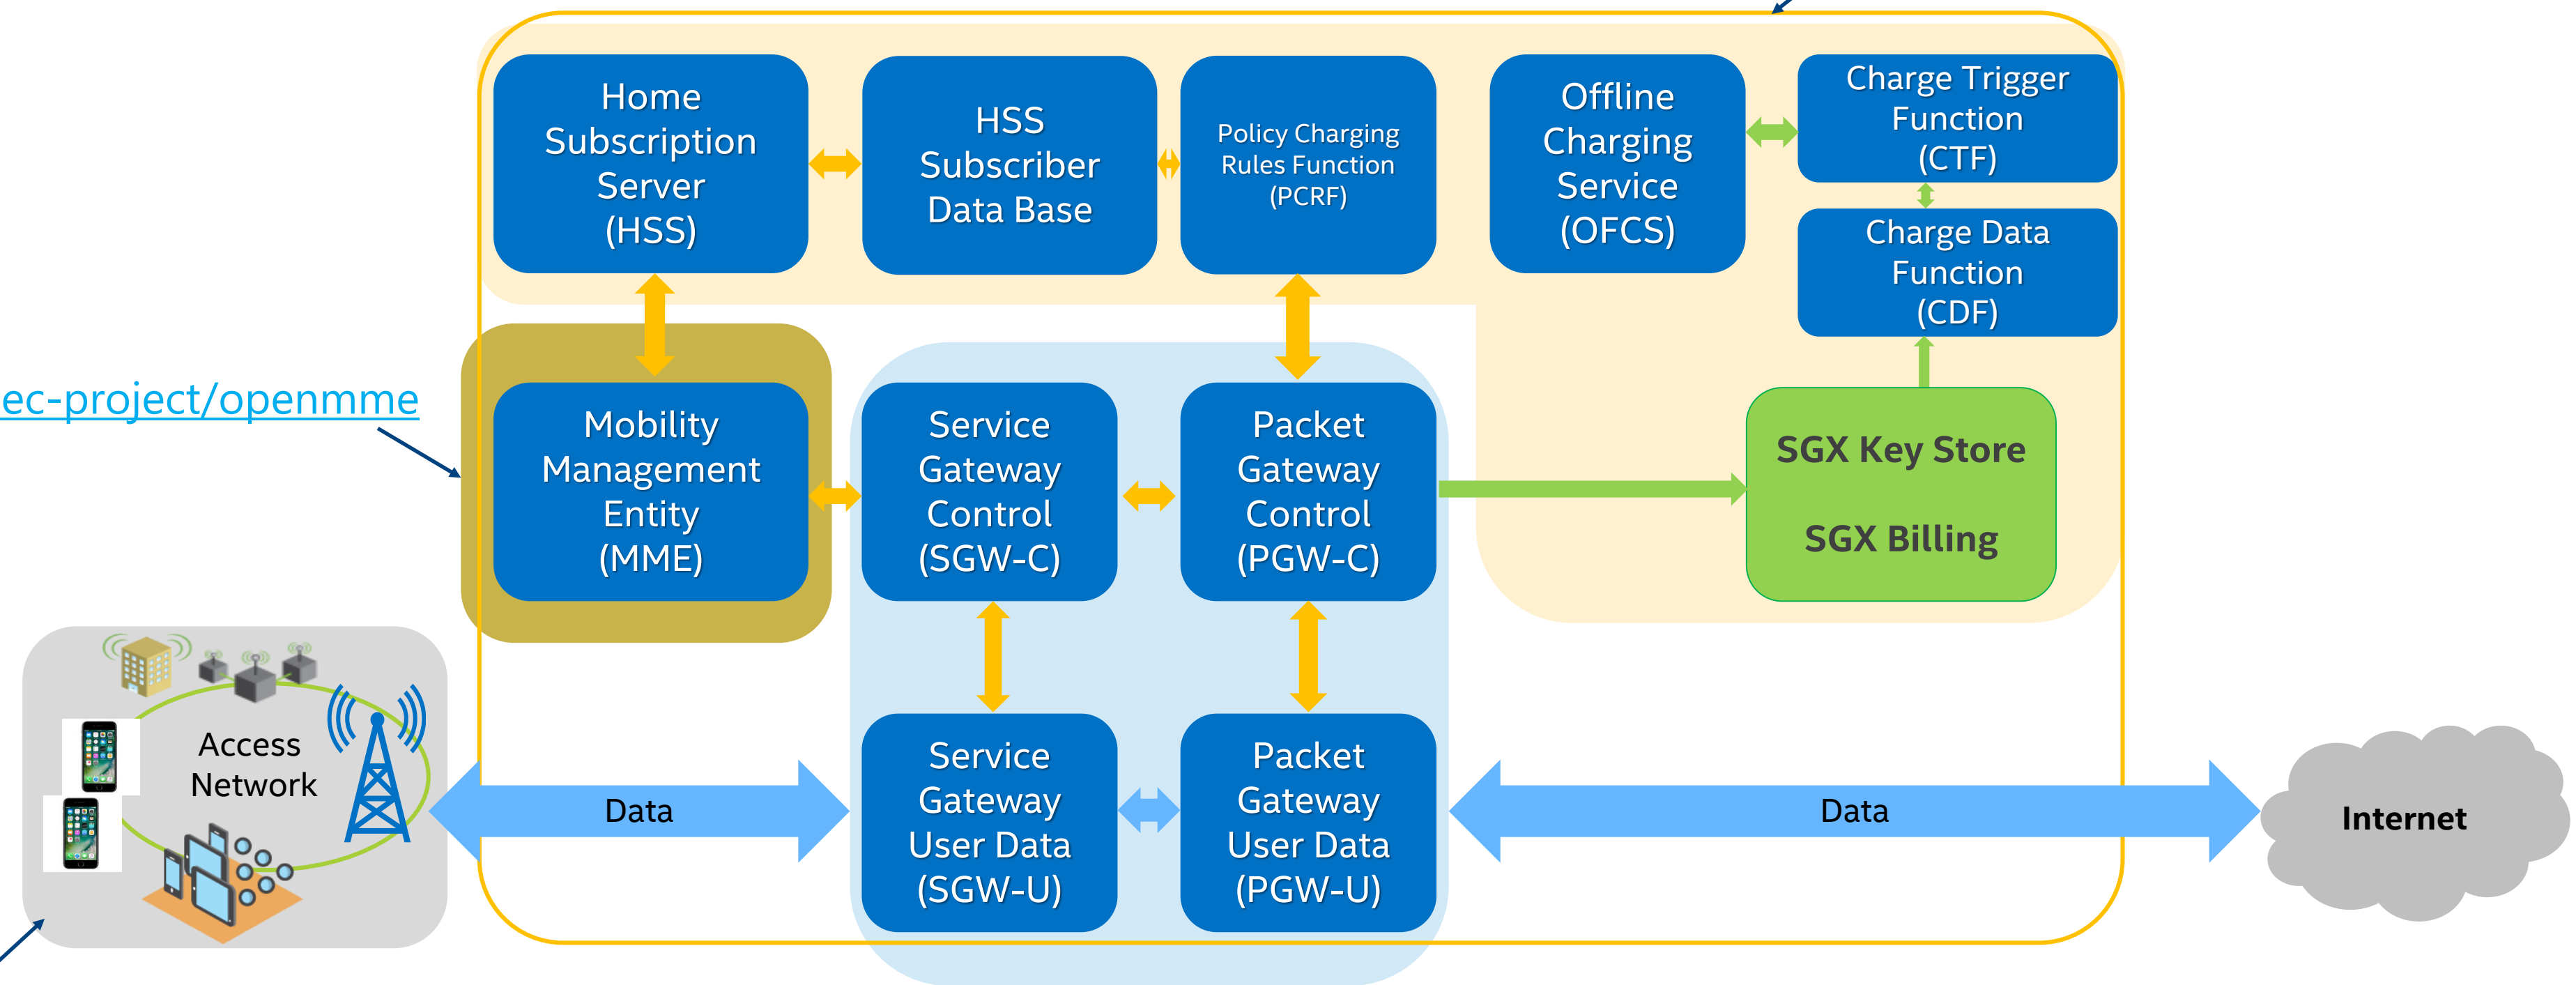 Home
Subscription
Server
(HSS)
HSS
Subscriber
Data Base
Policy Charging
Rules Function
(PCRF)
Offline
Charging
Service
(OFCS)
Charge Trigger
Function
(CTF)
Charge Data
Function
(CDF)
ec-project/openmme
Mobility
Management
Entity
(MME)
Service
Gateway
Control
(SGW-C)
Packet
Gateway
Control
(PGW-C)
SGX Key Store
SGX Billing
Access
Network
Data
Service
Gateway
User Data
(SGW-U)
Packet
Gateway
User Data
(PGW-U)
Data
Internet